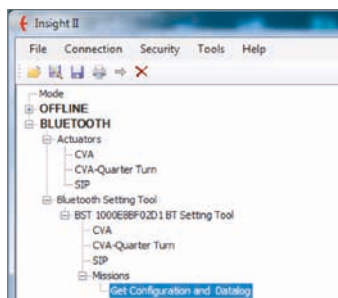 Insight II
File Connection Security Tools Help
Mode
OFFLINE
BLUETOOTH
Actuators
CVA
CVA-Quarter Turn
SIP
Bluetooth Setting Tool
BST 1000E8BF02D1 BT Setting Tool
CVA
CVA-Quarter Turn
SIP
Missions
Get Configuration and Datalog